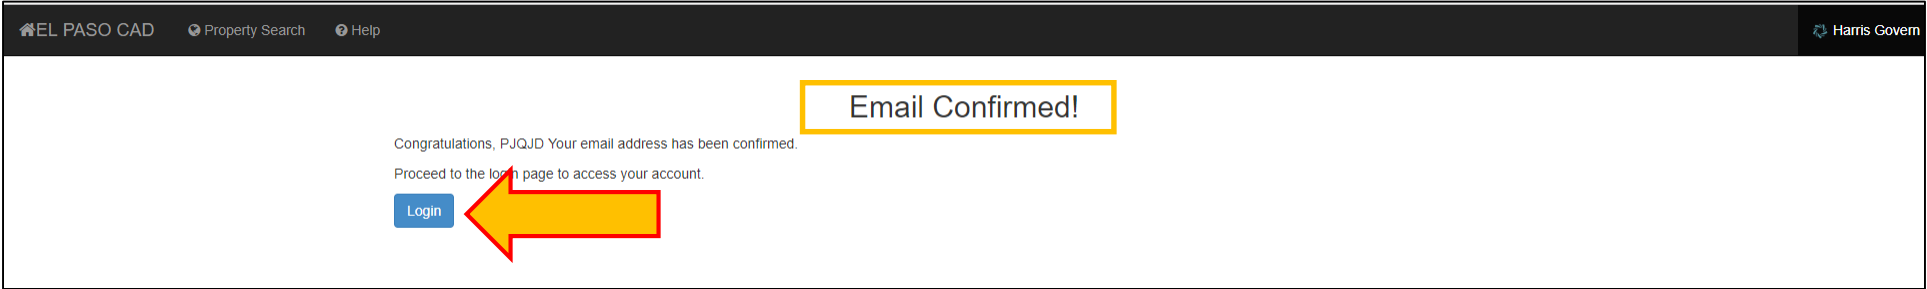 EL PASO CAD Property Search Help Harris Govern
Email Confirmed!
Congratulations, PJQJD Your email address has been confirmed.
Proceed to the login page to access your account.
Login